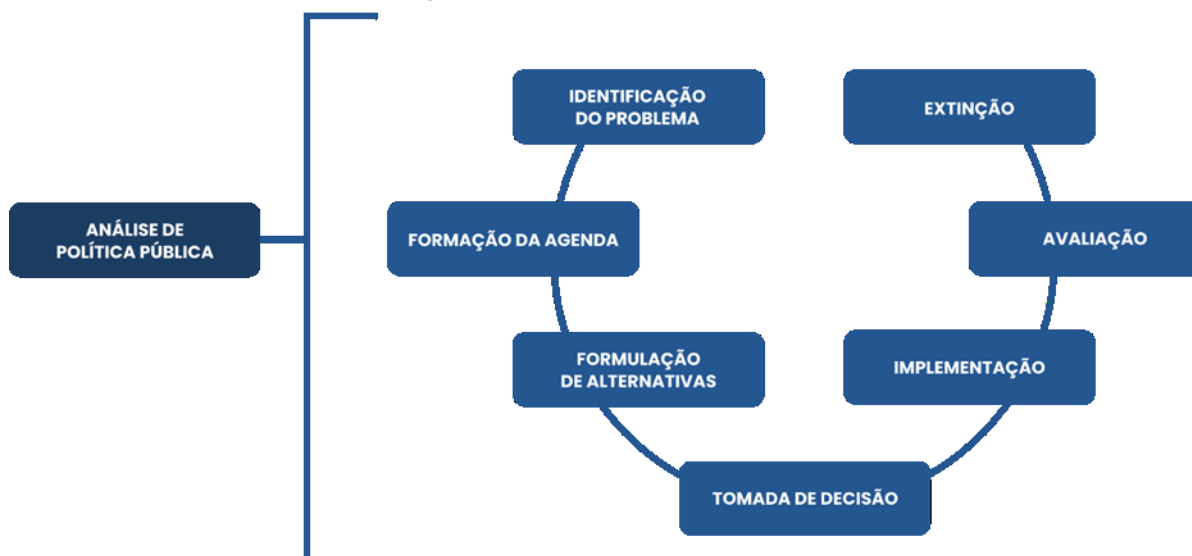 IDENTIFICAÇÃO
DO PROBLEMA
EXTINÇÃO
ANÁLISE DE
POLÍTICA PÚBLICA
FORMAÇÃO DA AGENDA
AVALIAÇÃO
FORMULAÇÃO
DE ALTERNATIVAS
IMPLEMENTAÇÃO
TOMADA DE DECISÃO